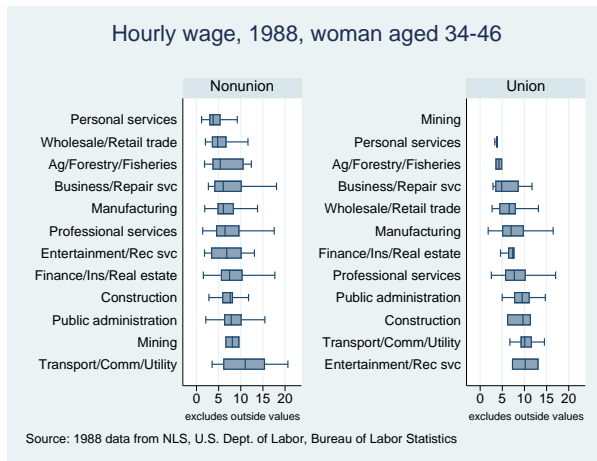 Hourly wage, 1988, woman aged 34-46
Nonunion
Personal services
Wholesale/Retail trade
Ag/Forestry/Fisheries
Business/Repair svc
Manufacturing
Professional services
Entertainment/Rec svc
Finance/Ins/Real estate
Construction
Public administration
Mining
Transport/Comm/Utility
0 5 10 15 20
excludes outside values
Union
Mining
Personal services
Ag/Forestry/Fisheries
Business/Repair svc
Wholesale/Retail trade
Manufacturing
Finance/Ins/Real estate
Professional services
Public administration
Construction
Transport/Comm/Utility
Entertainment/Rec svc
0 5 10 15 20
excludes outside values
Source: 1988 data from NLS, U.S. Dept. of Labor, Bureau of Labor Statistics